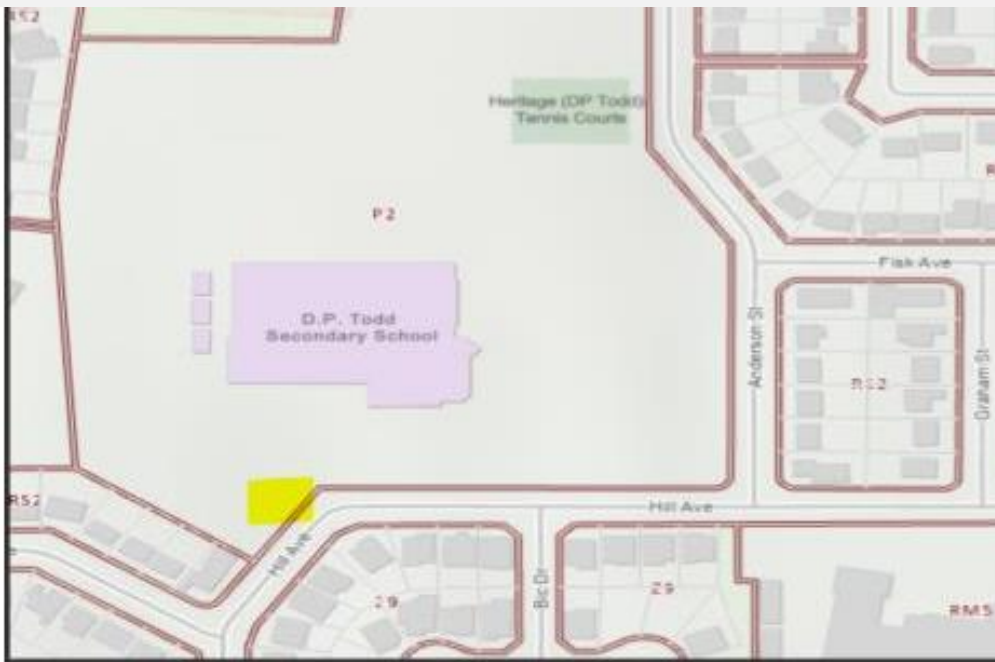 RS2
Heritage (DP Todd)
Tennis Courts
P2
Fisk Ave
D.P. Todd
Secondary School
Anderson St
RS2
Graham St
RS2
Hill Ave
Hill Ave
Bic Dr
Z9
Z9
RM5